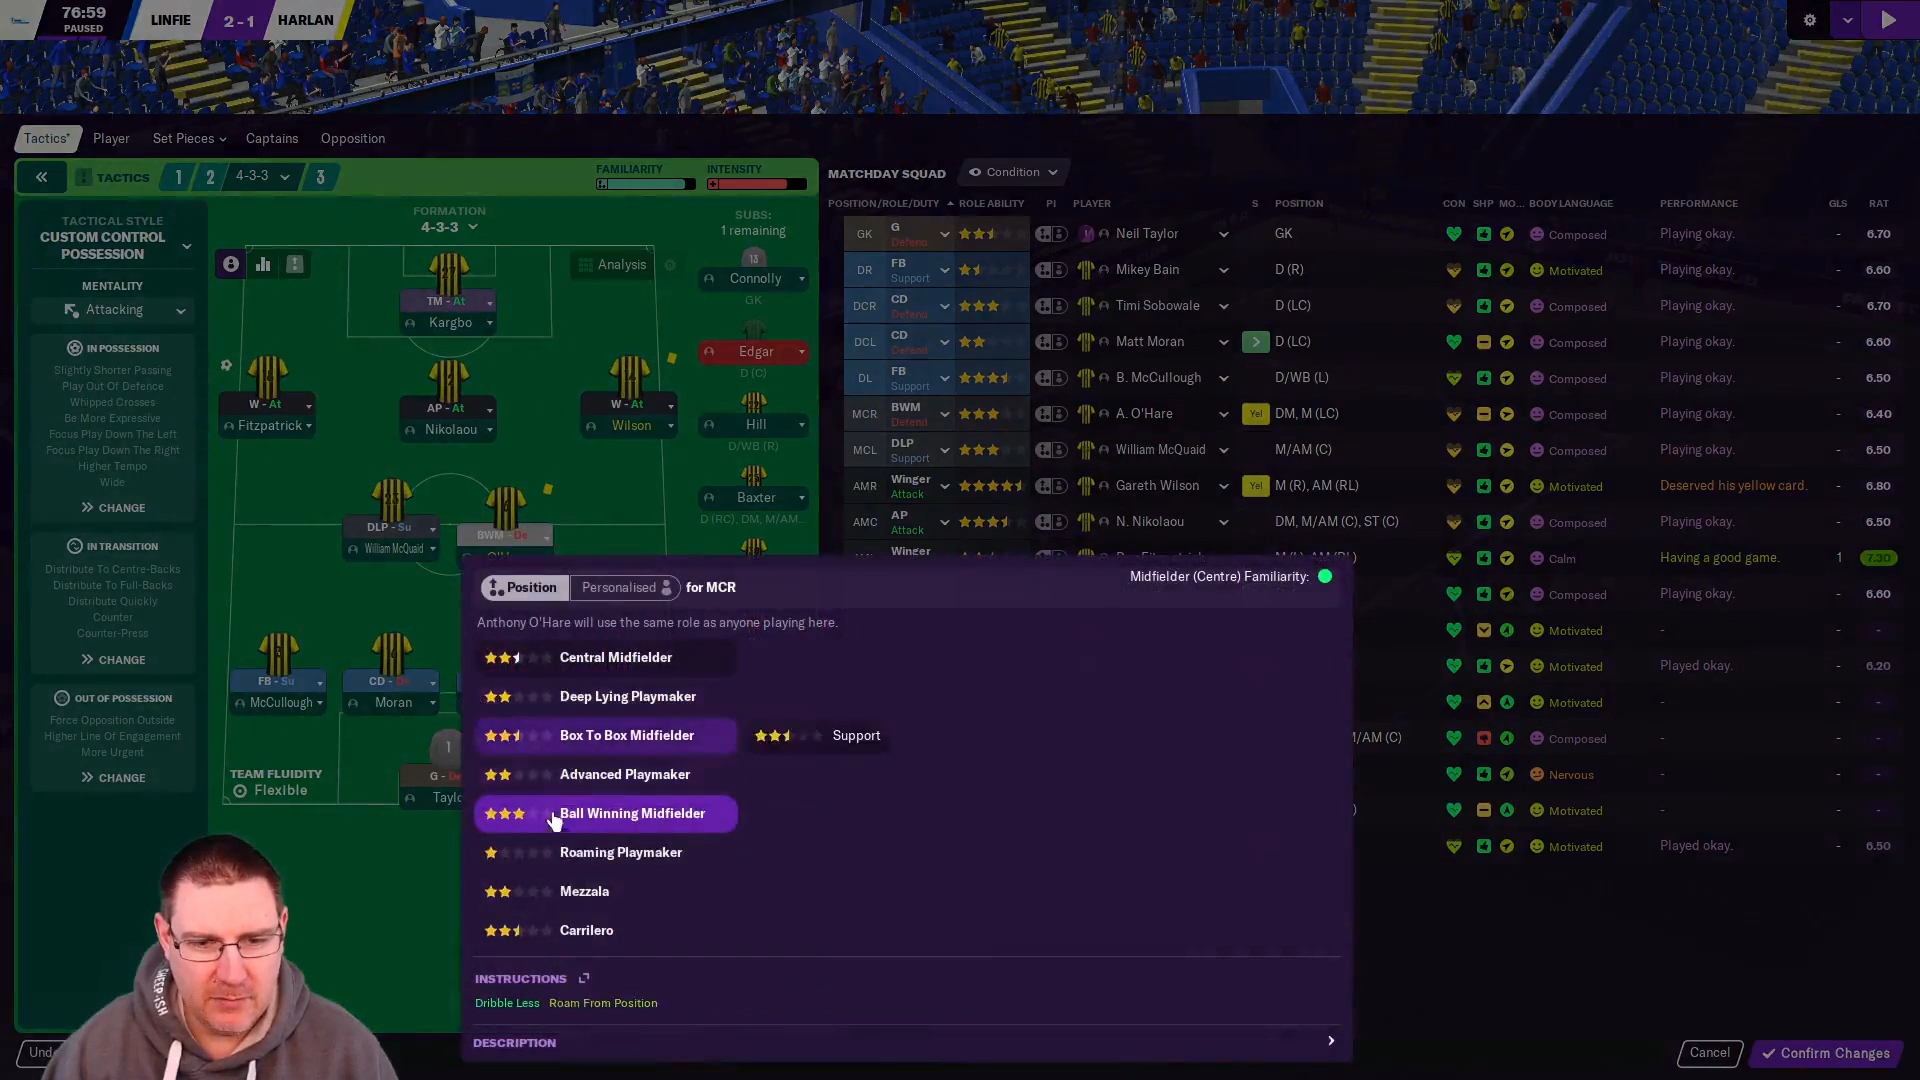 76:59
PAUSED
LINFIE
2 - 1
HARLAN
Tactics*
Player
Set Pieces
Captains
Opposition
TACTICS
1
2
4-3-3
3
FAMILIARITY
INTENSITY
TACTICAL STYLE
CUSTOM CONTROL
POSSESSION
MENTALITY
Attacking
IN POSSESSION
Slightly Shorter Passing
Play Out Of Defence
Whipped Crosses
Be More Expressive
Focus Play Down The Left
Focus Play Down The Right
Higher Tempo
Wide
CHANGE
IN TRANSITION
Distribute To Centre-Backs
Distribute To Full-Backs
Distribute Quickly
Counter
Counter-Press
CHANGE
OUT OF POSSESSION
Force Opposition Outside
Higher Line Of Engagement
More Urgent
CHANGE
FORMATION
4-3-3
Analysis
TM - At
Kargbo
W - At
Fitzpatrick
AP - At
Nikolaou
W - At
Wilson
DLP - Su
William McQuaid
BWM - De
FB - Su
McCullough
CD - De
Moran
1
G - De
Taylo
TEAM FLUIDITY
Flexible
SUBS:
1 remaining
13
Connolly
GK
Edgar
D (C)
Hill
D/WB (R)
Baxter
D (RC), DM, M/AM...
MATCHDAY SQUAD
Condition
POSITION/ROLE/DUTY ROLE ABILITY PI PLAYER S POSITION CON SHP MO... BODY LANGUAGE PERFORMANCE GLS RAT
GK G Defend Neil Taylor GK Composed Playing okay. - 6.70
DR FB Support Mikey Bain D (R) Motivated Playing okay. - 6.60
DCR CD Defend Timi Sobowale D (LC) Composed Playing okay. - 6.70
DCL CD Defend Matt Moran D (LC) Composed Playing okay. - 6.60
DL FB Support B. McCullough D/WB (L) Composed Playing okay. - 6.50
MCR BWM Defend A. O'Hare Yel DM, M (LC) Composed Playing okay. - 6.40
MCL DLP Support William McQuaid M/AM (C) Composed Playing okay. - 6.50
AMR Winger Attack Gareth Wilson Yel M (R), AM (RL) Motivated Deserved his yellow card. - 6.80
AMC AP Attack N. Nikolaou DM, M/AM (C), ST (C) Composed Playing okay. - 6.50
Winger Calm Having a good game. 1 7.30
Composed Playing okay. - 6.60
Motivated - - -
Motivated Played okay. - 6.20
Motivated - - -
M/AM (C) Composed - - -
Nervous - - -
Motivated - - -
Motivated Played okay. - 6.50
Position
Personalised
for MCR
Midfielder (Centre) Familiarity:
Anthony O'Hare will use the same role as anyone playing here.
Central Midfielder
Deep Lying Playmaker
Box To Box Midfielder
Support
Advanced Playmaker
Ball Winning Midfielder
Roaming Playmaker
Mezzala
Carrilero
INSTRUCTIONS
Dribble Less Roam From Position
DESCRIPTION
Und
Cancel
Confirm Changes
CHEEP-ISH